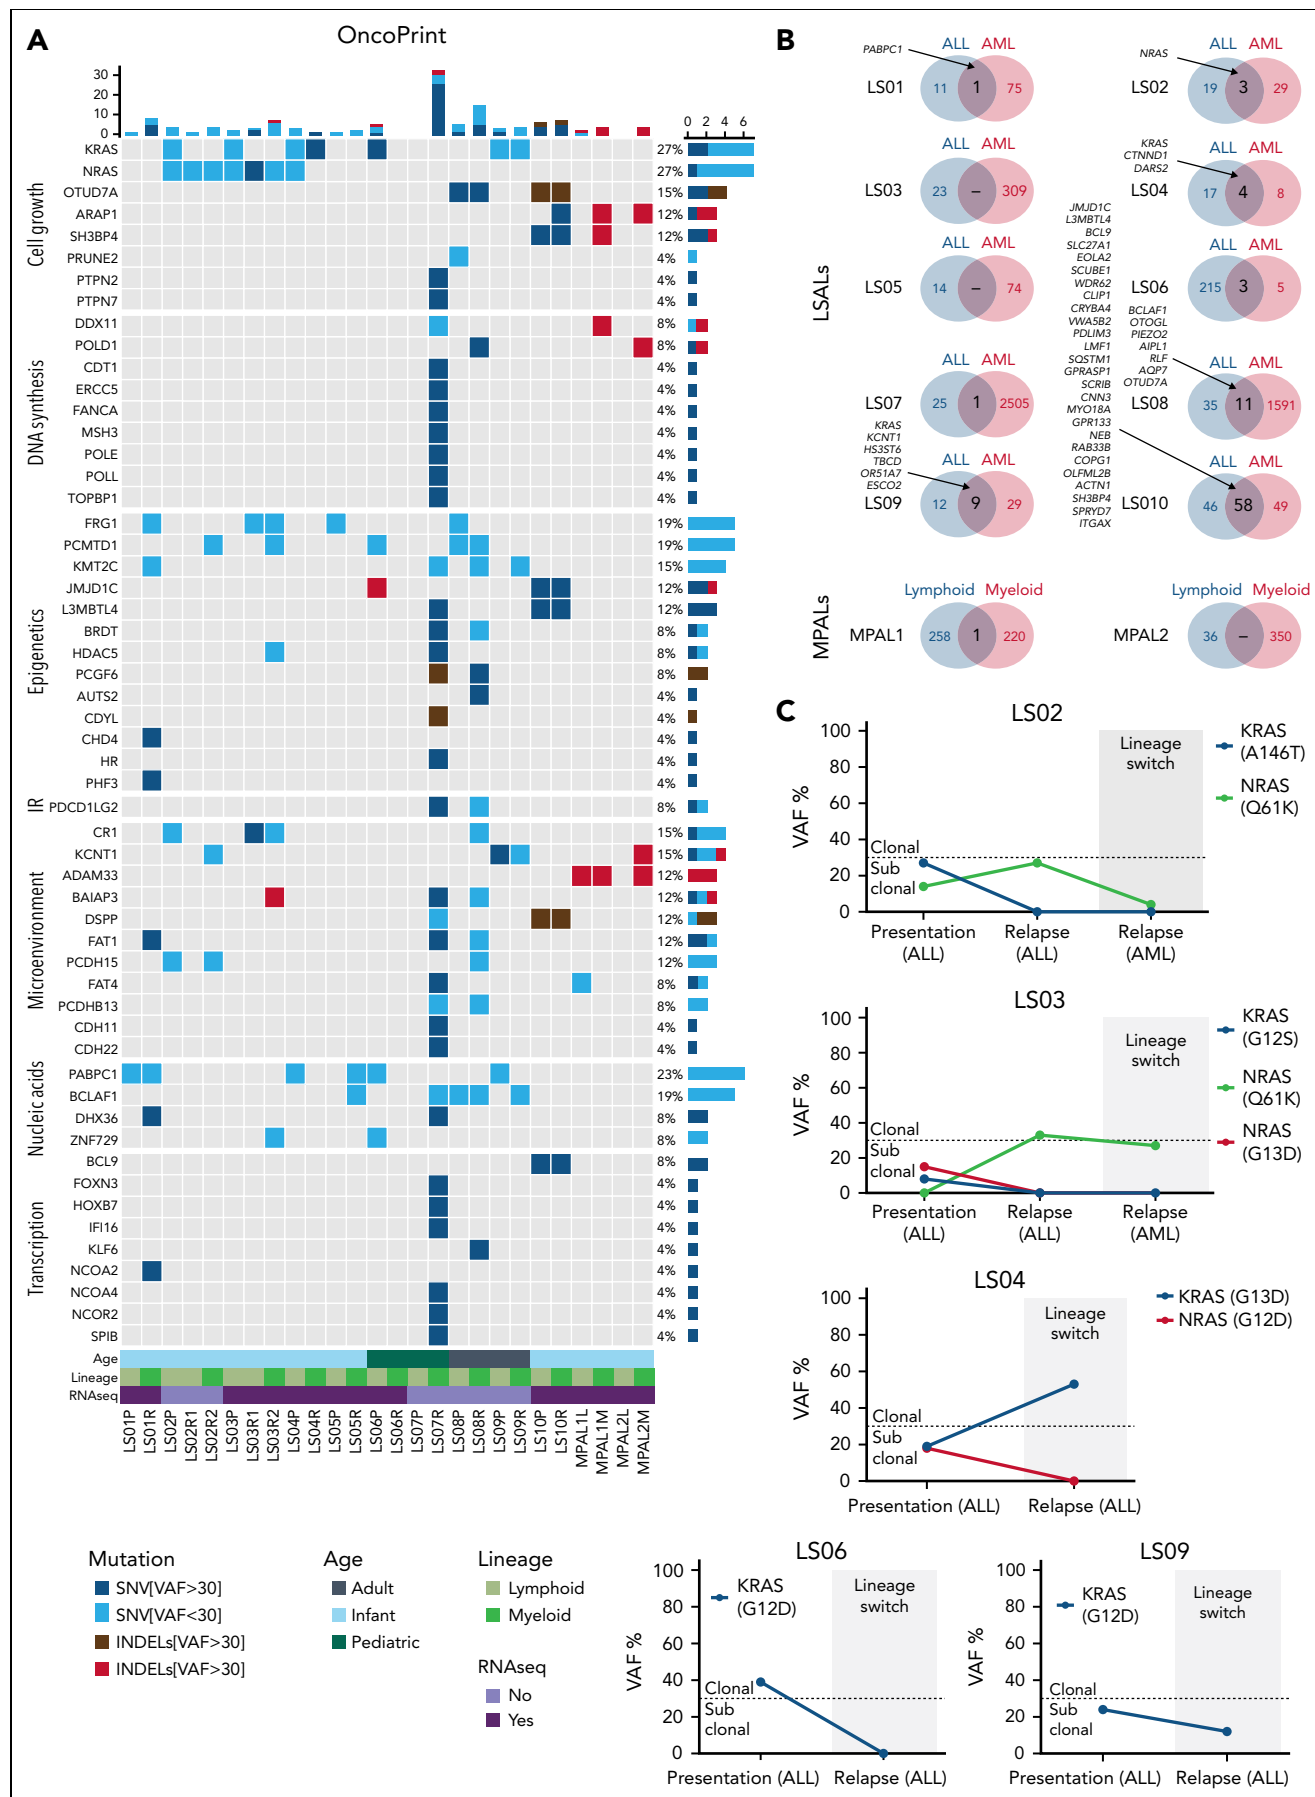 A
OncoPrint
30
20
10
0
0 2 4 6
Cell growth
KRAS 27%
NRAS 27%
OTUD7A 15%
ARAP1 12%
SH3BP4 12%
PRUNE2 4%
PTPN2 4%
PTPN7 4%
DNA synthesis
DDX11 8%
POLD1 8%
CDT1 4%
ERCC5 4%
FANCA 4%
MSH3 4%
POLE 4%
POLL 4%
TOPBP1 4%
Epigenetics
FRG1 19%
PCMTD1 19%
KMT2C 15%
JMJD1C 12%
L3MBTL4 12%
BRDT 8%
HDAC5 8%
PCGF6 8%
AUTS2 4%
CDYL 4%
CHD4 4%
HR 4%
PHF3 4%
IR
PDCD1LG2 8%
Microenvironment
CR1 15%
KCNT1 15%
ADAM33 12%
BAIAP3 12%
DSPP 12%
FAT1 12%
PCDH15 12%
FAT4 8%
PCDHB13 8%
CDH11 4%
CDH22 4%
Nucleic acids
PABPC1 23%
BCLAF1 19%
DHX36 8%
ZNF729 8%
Transcription
BCL9 8%
FOXN3 4%
HOXB7 4%
IFI16 4%
KLF6 4%
NCOA2 4%
NCOA4 4%
NCOR2 4%
SPIB 4%
Age
Lineage
RNAseq
LS01P
LS01R
LS02P
LS02R1
LS02R2
LS03P
LS03R1
LS03R2
LS04P
LS04R
LS05P
LS05R
LS06P
LS06R
LS07P
LS07R
LS08P
LS08R
LS09P
LS09R
LS10P
LS10R
MPAL1L
MPAL1M
MPAL2L
MPAL2M
Mutation
SNV[VAF>30]
SNV[VAF<30]
INDELs[VAF>30]
INDELs[VAF>30]
Age
Adult
Infant
Pediatric
Lineage
Lymphoid
Myeloid
RNAseq
No
Yes
B
LSALs
PABPC1
ALL AML
LS01 11 1 75
NRAS
ALL AML
LS02 19 3 29
LS03 23 – 309
KRAS
CTNND1
DARS2
ALL AML
LS04 17 4 8
LS05 14 – 74
ALL AML
LS06 215 3 5
ALL AML
LS07 25 1 2505
BCLAF1
OTOGL
PIEZO2
AIPL1
RLF
AQP7
OTUD7A
ALL AML
LS08 35 11 1591
KRAS
KCNT1
HS3ST6
TBCD
OR51A7
ESCO2
ALL AML
LS09 12 9 29
JMJD1C
L3MBTL4
BCL9
SLC27A1
EOLA2
SCUBE1
WDR62
CLIP1
CRYBA4
VWA5B2
PDLIM3
LMF1
SQSTM1
GPRASP1
SCRIB
CNN3
MYO18A
GPR133
NEB
RAB33B
COPG1
OLFML2B
ACTN1
SH3BP4
SPRYD7
ITGAX
ALL AML
LS010 46 58 49
MPALs
Lymphoid Myeloid
MPAL1 258 1 220
Lymphoid Myeloid
MPAL2 36 – 350
C
LS02
VAF %
100
80
60
40
20
0
Clonal
Sub
clonal
Lineage
switch
KRAS
(A146T)
NRAS
(Q61K)
Presentation
(ALL)
Relapse
(ALL)
Relapse
(AML)
LS03
VAF %
100
80
60
40
20
0
Clonal
Sub
clonal
Lineage
switch
KRAS
(G12S)
NRAS
(Q61K)
NRAS
(G13D)
Presentation
(ALL)
Relapse
(ALL)
Relapse
(AML)
LS04
VAF %
100
80
60
40
20
0
Clonal
Sub
clonal
Lineage
switch
KRAS (G13D)
NRAS (G12D)
Presentation (ALL)
Relapse (ALL)
LS06
VAF %
100
80
60
40
20
0
KRAS
(G12D)
Clonal
Sub
clonal
Lineage
switch
Presentation (ALL)
Relapse (ALL)
LS09
VAF %
100
80
60
40
20
0
KRAS
(G12D)
Clonal
Sub
clonal
Lineage
switch
Presentation (ALL)
Relapse (ALL)